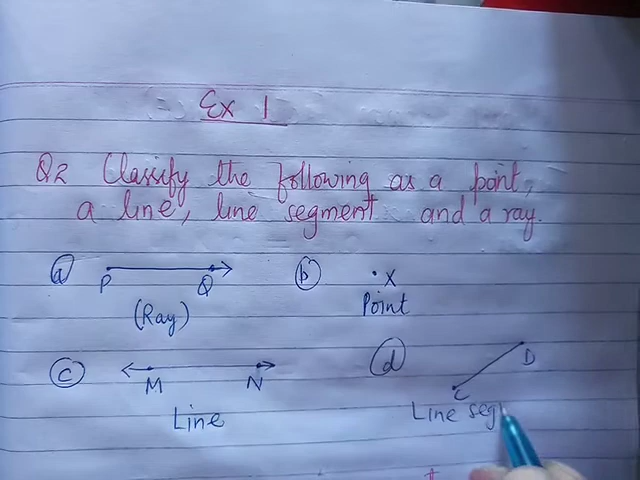 Ex 1
Q2 Classify the following as a point,
a line, line segment and a ray.
(a) P Q (b) X
(Ray) Point
(c) M N (d) C D
Line Line seg